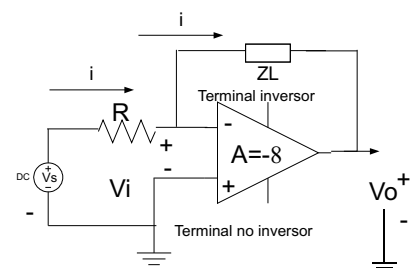 i
i
ZL
Terminal inversor
R
-
+
-
A=-8
DC
+
Vs
-
Vi
+
Vo
+
-
-
Terminal no inversor